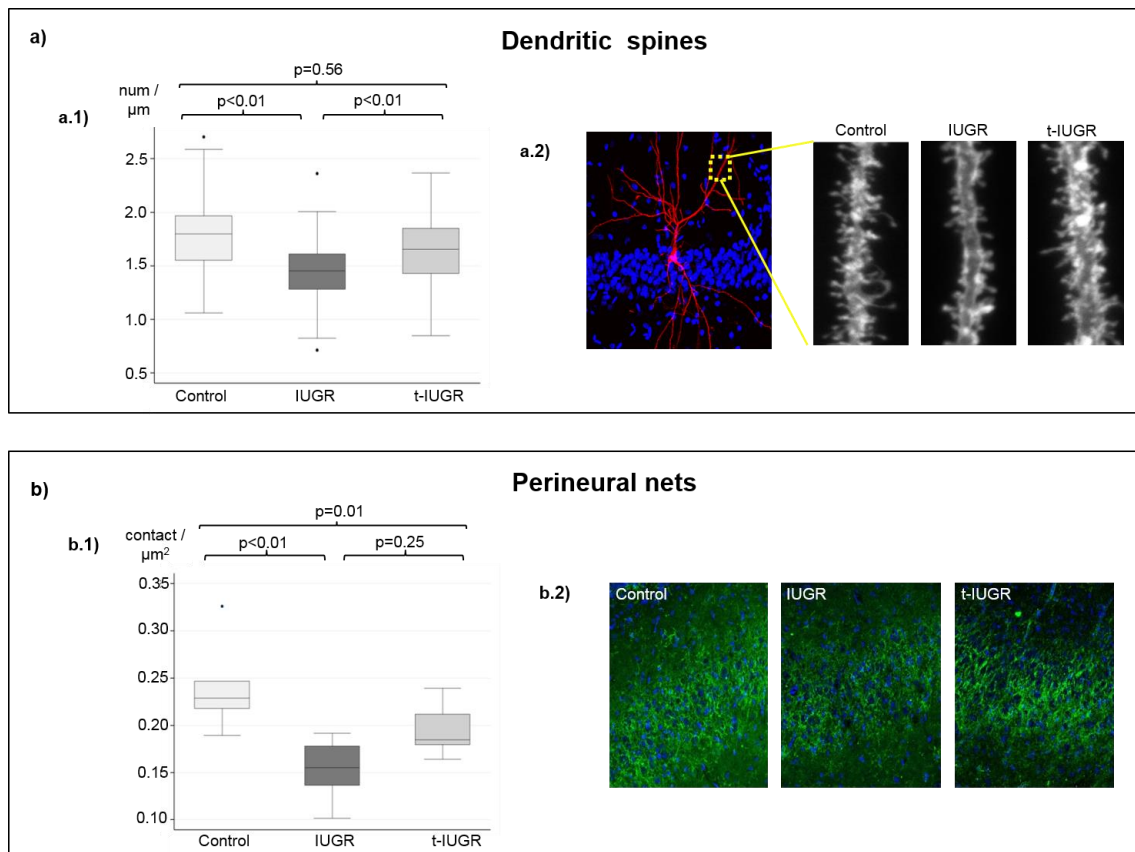 a)
Dendritic spines
p=0.56
num /
µm
p<0.01
p<0.01
a.1)
2.5
2.0
1.5
1.0
0.5
Control
IUGR
t-IUGR
a.2)
Control
IUGR
t-IUGR
b)
Perineural nets
p=0.01
contact /
µm²
p<0.01
p=0.25
b.1)
0.35
0.30
0.25
0.20
0.15
0.10
Control
IUGR
t-IUGR
b.2)
Control
IUGR
t-IUGR